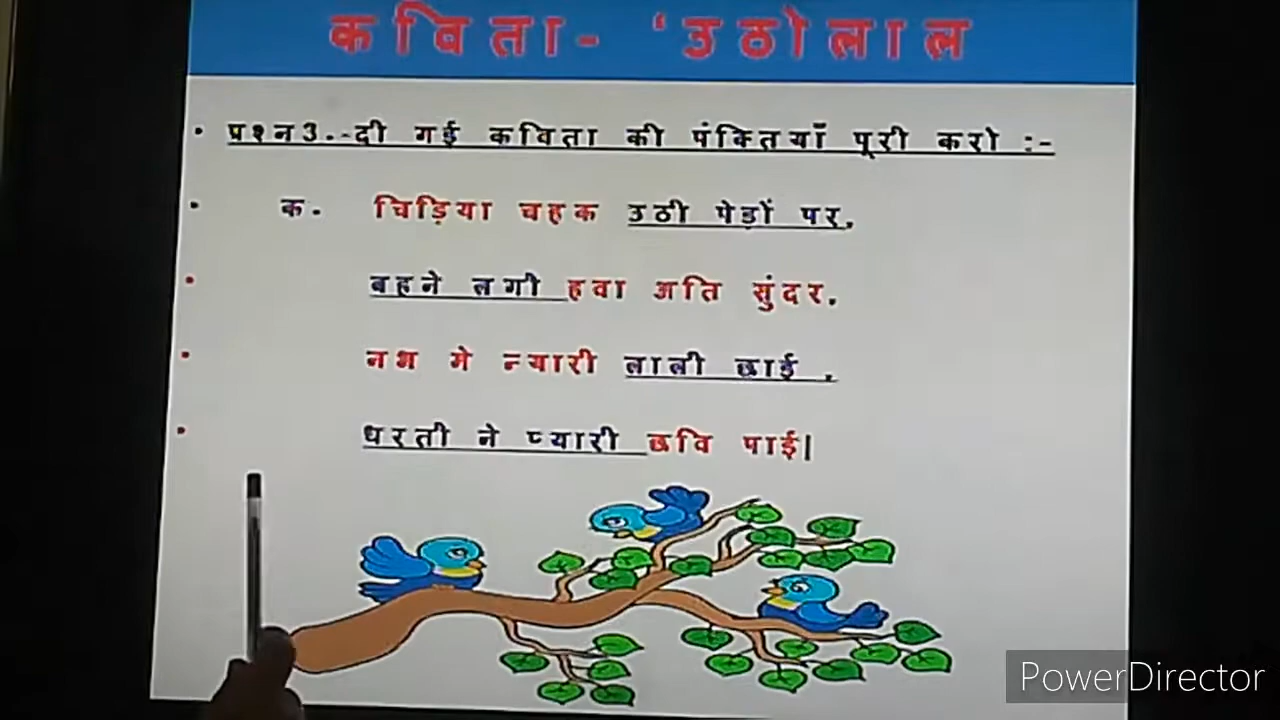 कविता- ‘उठोलाल
• प्रश्न3.-दी गई कविता की पंक्तियाँ पूरी करो :-
• क. चिड़िया चहक उठी पेड़ों पर,
• बहने लगी हवा अति सुंदर.
• नभ मे न्यारी लाली छाई ,
• धरती ने प्यारी छवि पाई|
PowerDirector